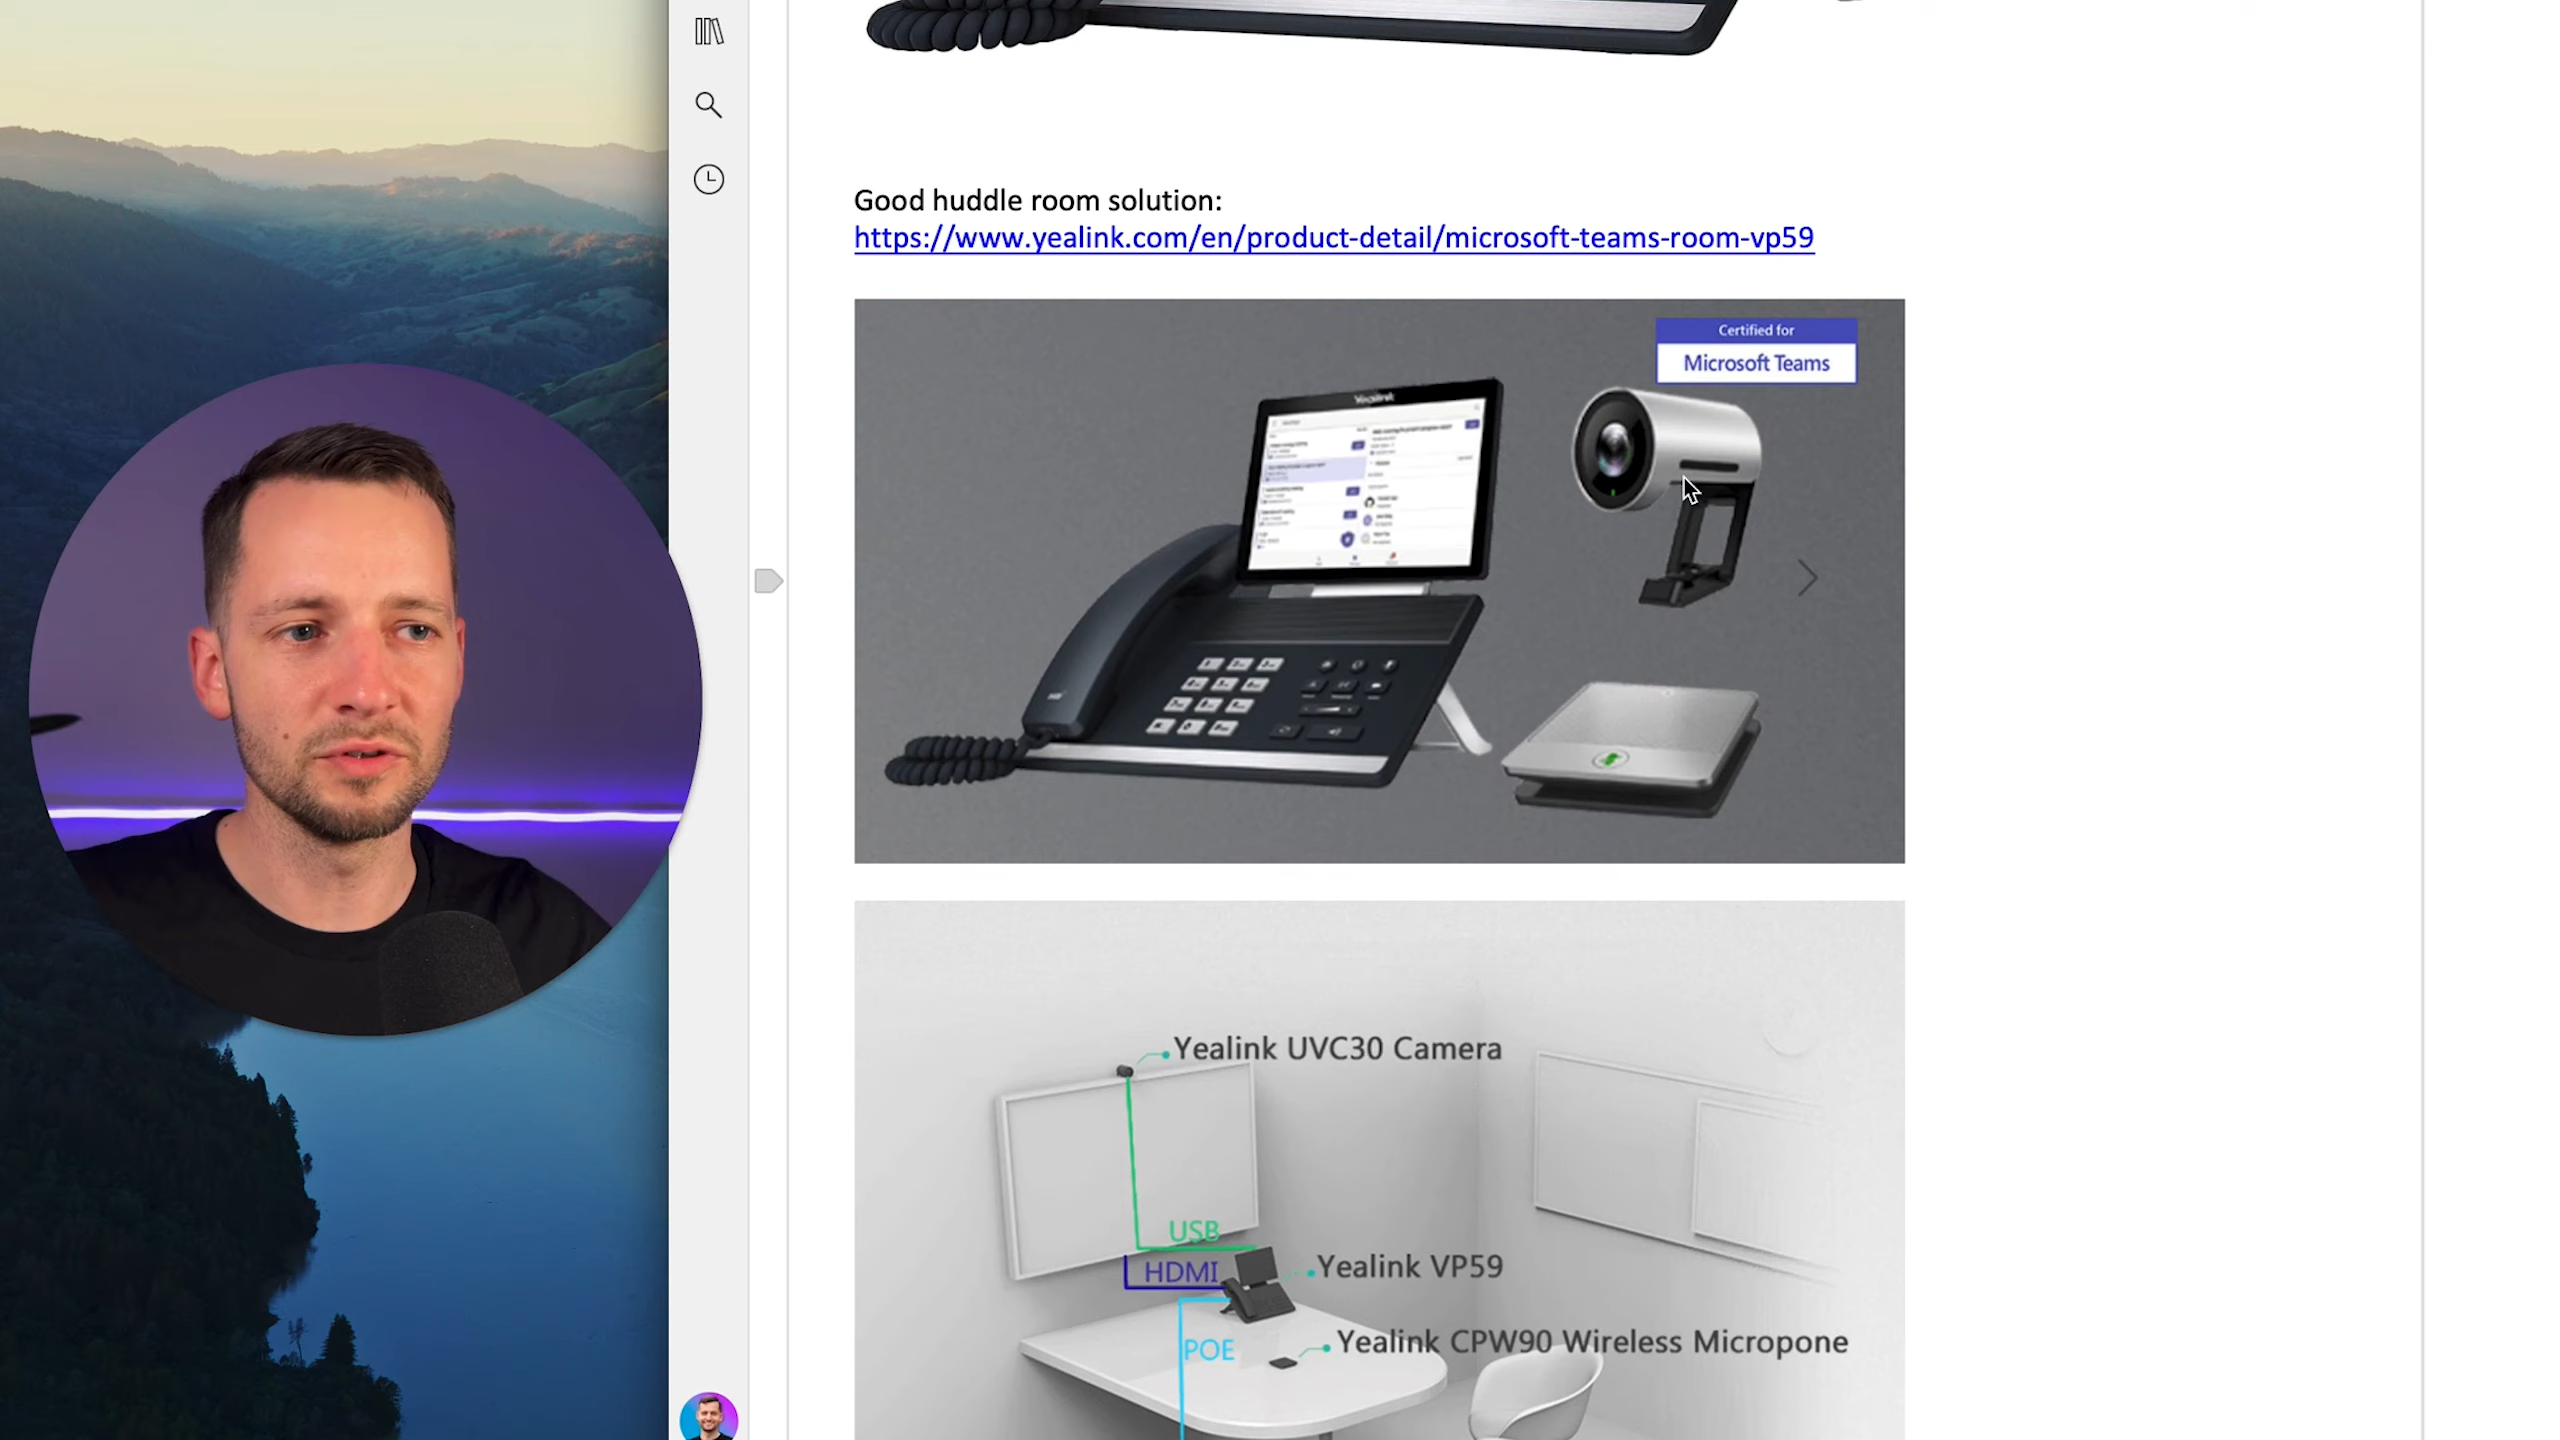 Good huddle room solution:
https://www.yealink.com/en/product-detail/microsoft-teams-room-vp59
Certified for
Microsoft Teams
Yealink
Yealink UVC30 Camera
USB
HDMI
Yealink VP59
POE
Yealink CPW90 Wireless Micropone